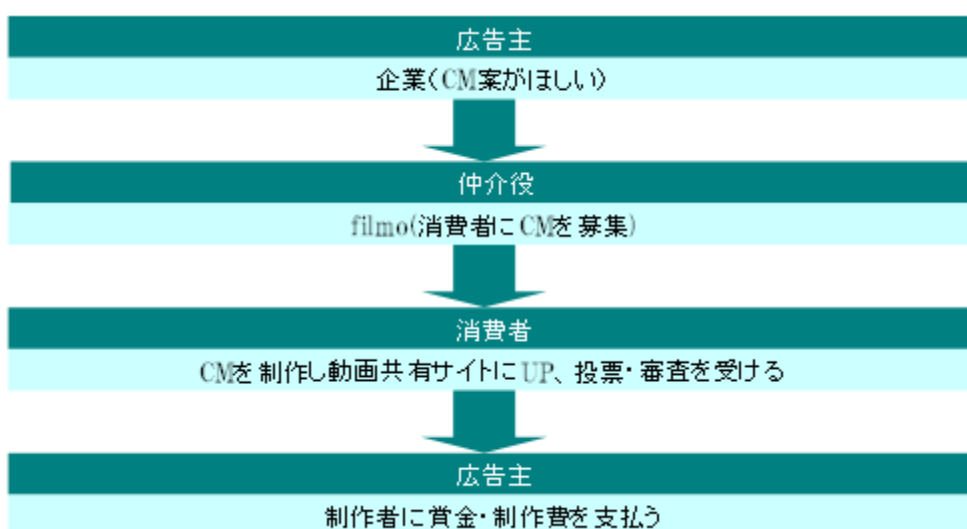 広告主
企業(CM案がほしい)
仲介役
filmo(消費者にCMを募集)
消費者
CMを制作し動画共有サイトにUP、投票・審査を受ける
広告主
制作者に賞金・制作費を支払う